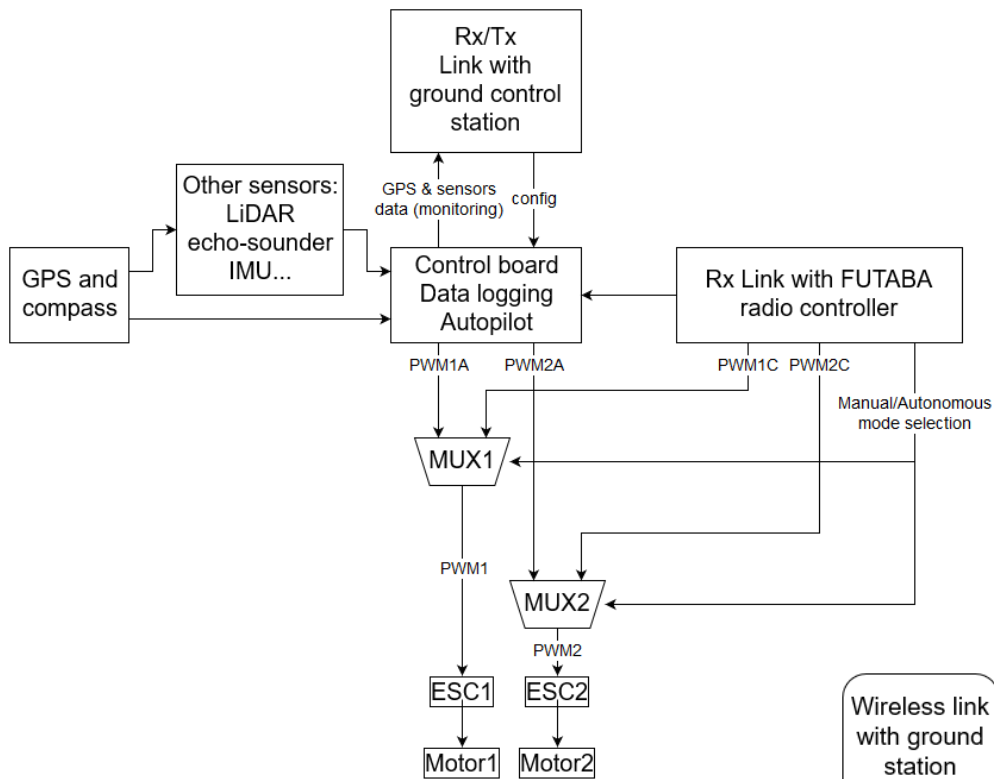 Rx/Tx
Link with
ground control
station
GPS & sensors
data (monitoring)
config
Other sensors:
LiDAR
echo-sounder
IMU...
GPS and
compass
Control board
Data logging
Autopilot
Rx Link with FUTABA
radio controller
PWM1A
PWM2A
PWM1C
PWM2C
Manual/Autonomous
mode selection
MUX1
PWM1
MUX2
PWM2
ESC1
ESC2
Motor1
Motor2
Wireless link
with ground
station